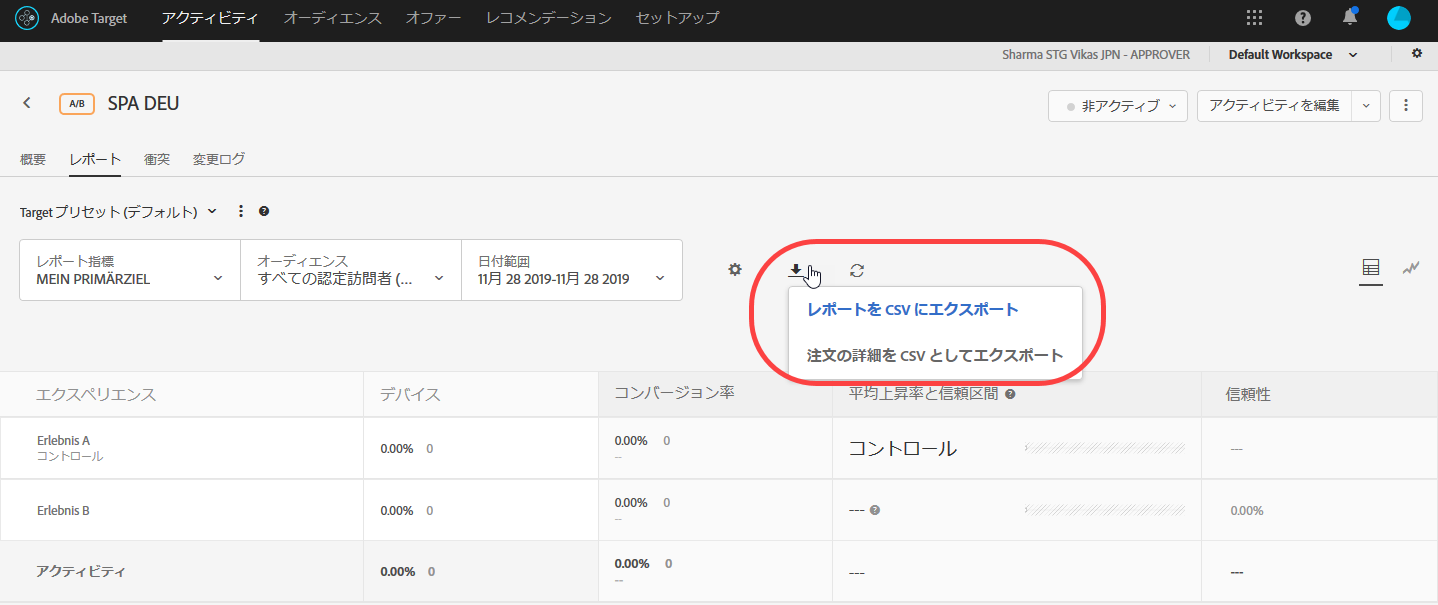 Adobe Target アクティビティ オーディエンス オファー レコメンデーション セットアップ
Sharma STG Vikas JPN - APPROVER Default Workspace
A/B SPA DEU 非アクティブ アクティビティを編集
概要 レポート 衝突 変更ログ
Target プリセット (デフォルト)
レポート指標 オーディエンス 日付範囲
MEIN PRIMÄRZIEL すべての認定訪問者 (... 11月 28 2019-11月 28 2019
レポートを CSV にエクスポート
注文の詳細を CSV としてエクスポート
エクスペリエンス デバイス コンバージョン率 平均上昇率と信頼区間 信頼性
Erlebnis A 0.00% 0 0.00% 0 コントロール ---
コントロール --
Erlebnis B 0.00% 0 0.00% 0 --- 0.00%
--
アクティビティ 0.00% 0 0.00% 0 --- ---
--